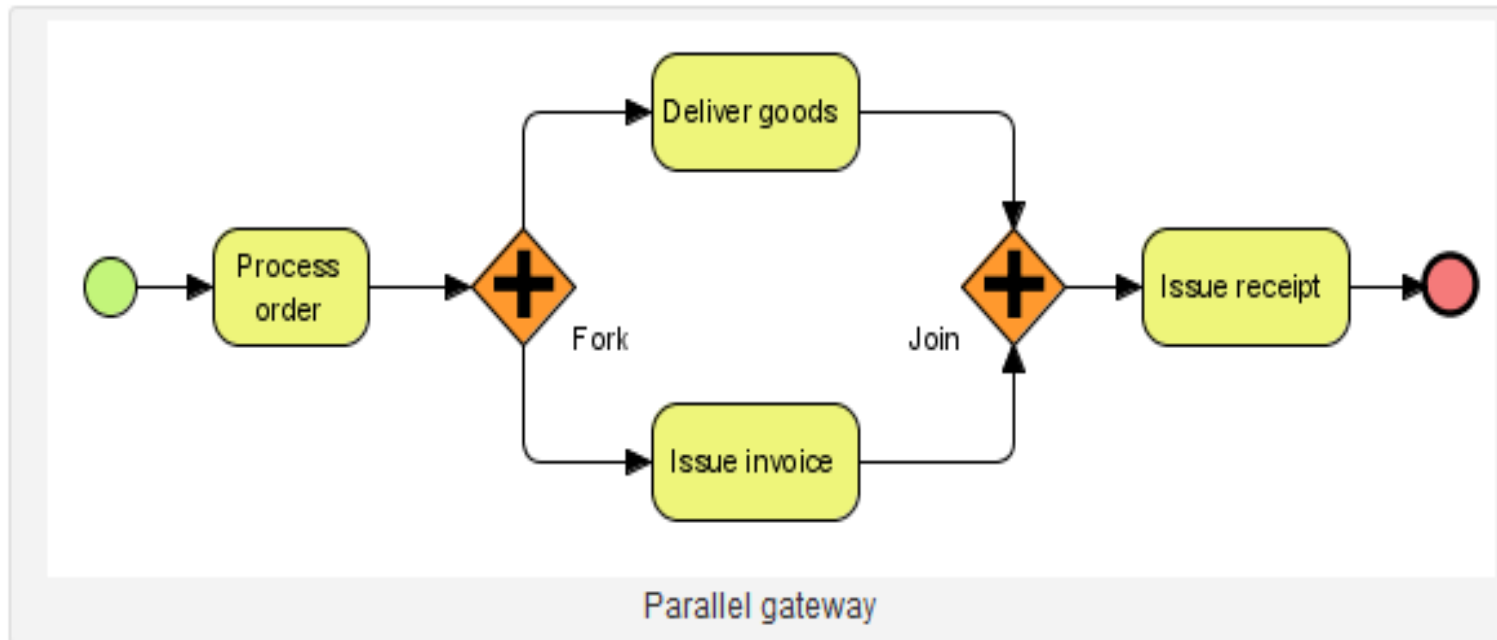 Deliver goods
Process
order
Fork
Join
Issue receipt
Issue invoice
Parallel gateway